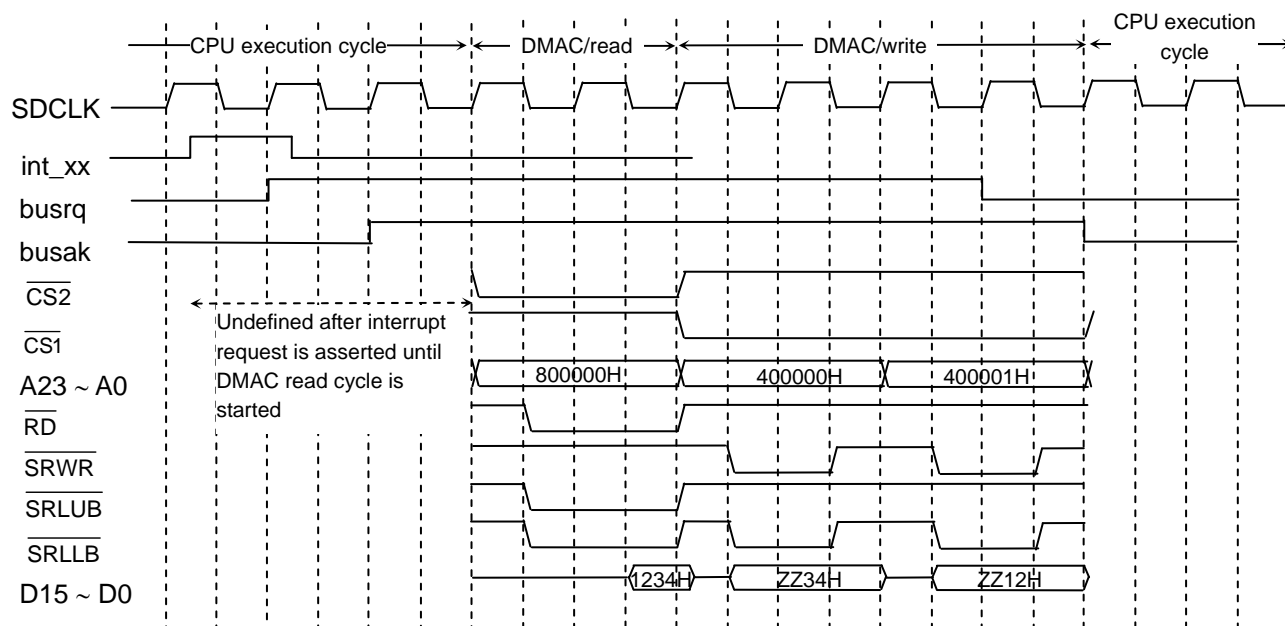 CPU execution cycle
DMAC/read
DMAC/write
CPU execution
cycle
SDCLK
int_xx
busrq
busak
CS2
Undefined after interrupt
request is asserted until
DMAC read cycle is
started
CS1
A23 ~ A0
800000H
400000H
400001H
RD
SRWR
SRLUB
SRLLB
D15 ~ D0
1234H
ZZ34H
ZZ12H